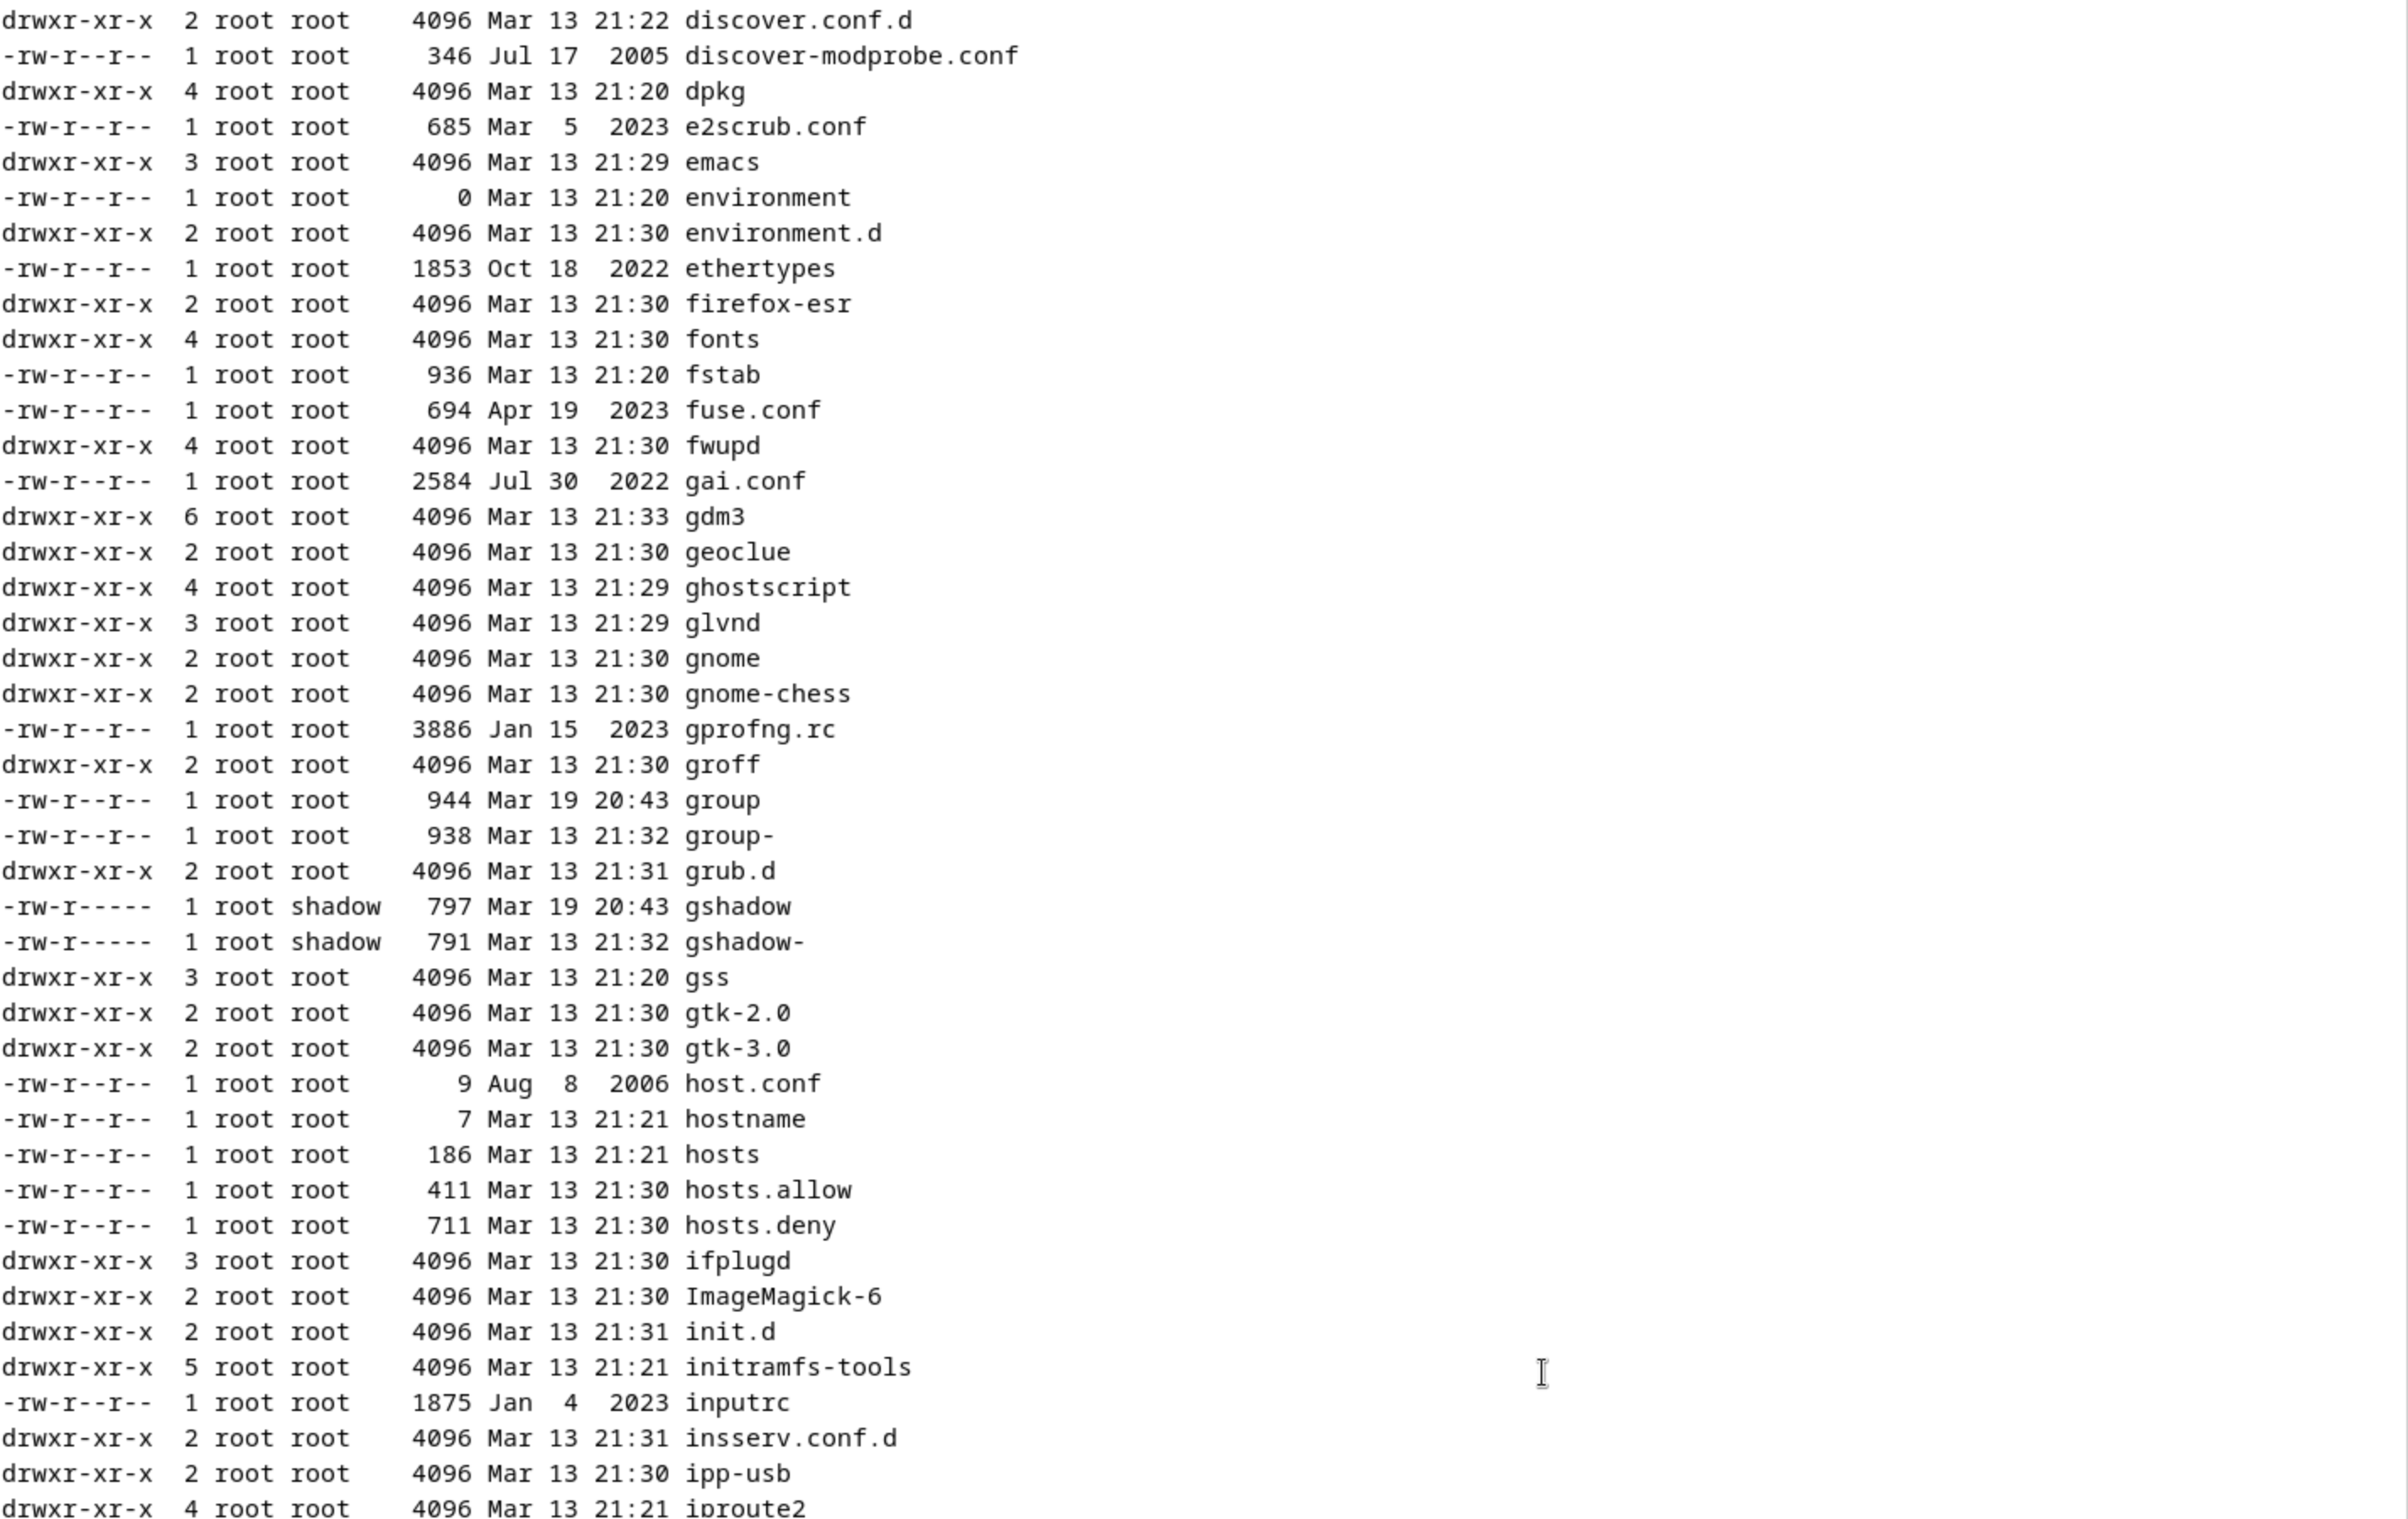 drwxr-xr-x  2 root root    4096 Mar 13 21:22 discover.conf.d
-rw-r--r--  1 root root     346 Jul 17  2005 discover-modprobe.conf
drwxr-xr-x  4 root root    4096 Mar 13 21:20 dpkg
-rw-r--r--  1 root root     685 Mar  5  2023 e2scrub.conf
drwxr-xr-x  3 root root    4096 Mar 13 21:29 emacs
-rw-r--r--  1 root root       0 Mar 13 21:20 environment
drwxr-xr-x  2 root root    4096 Mar 13 21:30 environment.d
-rw-r--r--  1 root root    1853 Oct 18  2022 ethertypes
drwxr-xr-x  2 root root    4096 Mar 13 21:30 firefox-esr
drwxr-xr-x  4 root root    4096 Mar 13 21:30 fonts
-rw-r--r--  1 root root     936 Mar 13 21:20 fstab
-rw-r--r--  1 root root     694 Apr 19  2023 fuse.conf
drwxr-xr-x  4 root root    4096 Mar 13 21:30 fwupd
-rw-r--r--  1 root root    2584 Jul 30  2022 gai.conf
drwxr-xr-x  6 root root    4096 Mar 13 21:33 gdm3
drwxr-xr-x  2 root root    4096 Mar 13 21:30 geoclue
drwxr-xr-x  4 root root    4096 Mar 13 21:29 ghostscript
drwxr-xr-x  3 root root    4096 Mar 13 21:29 glvnd
drwxr-xr-x  2 root root    4096 Mar 13 21:30 gnome
drwxr-xr-x  2 root root    4096 Mar 13 21:30 gnome-chess
-rw-r--r--  1 root root    3886 Jan 15  2023 gprofng.rc
drwxr-xr-x  2 root root    4096 Mar 13 21:30 groff
-rw-r--r--  1 root root     944 Mar 19 20:43 group
-rw-r--r--  1 root root     938 Mar 13 21:32 group-
drwxr-xr-x  2 root root    4096 Mar 13 21:31 grub.d
-rw-r-----  1 root shadow   797 Mar 19 20:43 gshadow
-rw-r-----  1 root shadow   791 Mar 13 21:32 gshadow-
drwxr-xr-x  3 root root    4096 Mar 13 21:20 gss
drwxr-xr-x  2 root root    4096 Mar 13 21:30 gtk-2.0
drwxr-xr-x  2 root root    4096 Mar 13 21:30 gtk-3.0
-rw-r--r--  1 root root       9 Aug  8  2006 host.conf
-rw-r--r--  1 root root       7 Mar 13 21:21 hostname
-rw-r--r--  1 root root     186 Mar 13 21:21 hosts
-rw-r--r--  1 root root     411 Mar 13 21:30 hosts.allow
-rw-r--r--  1 root root     711 Mar 13 21:30 hosts.deny
drwxr-xr-x  3 root root    4096 Mar 13 21:30 ifplugd
drwxr-xr-x  2 root root    4096 Mar 13 21:30 ImageMagick-6
drwxr-xr-x  2 root root    4096 Mar 13 21:31 init.d
drwxr-xr-x  5 root root    4096 Mar 13 21:21 initramfs-tools
-rw-r--r--  1 root root    1875 Jan  4  2023 inputrc
drwxr-xr-x  2 root root    4096 Mar 13 21:31 insserv.conf.d
drwxr-xr-x  2 root root    4096 Mar 13 21:30 ipp-usb
drwxr-xr-x  4 root root    4096 Mar 13 21:21 iproute2